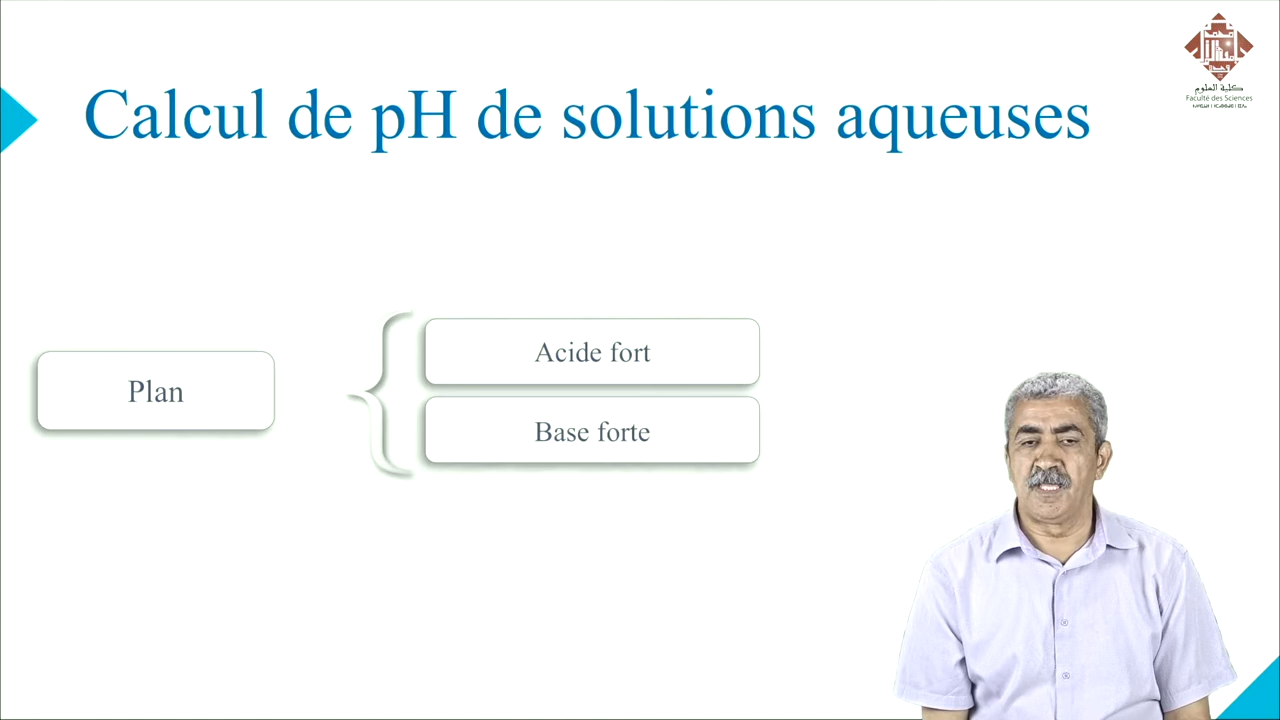 Calcul de pH de solutions aqueuses
كلية العلوم
Faculté des Sciences
Plan
Acide fort
Base forte